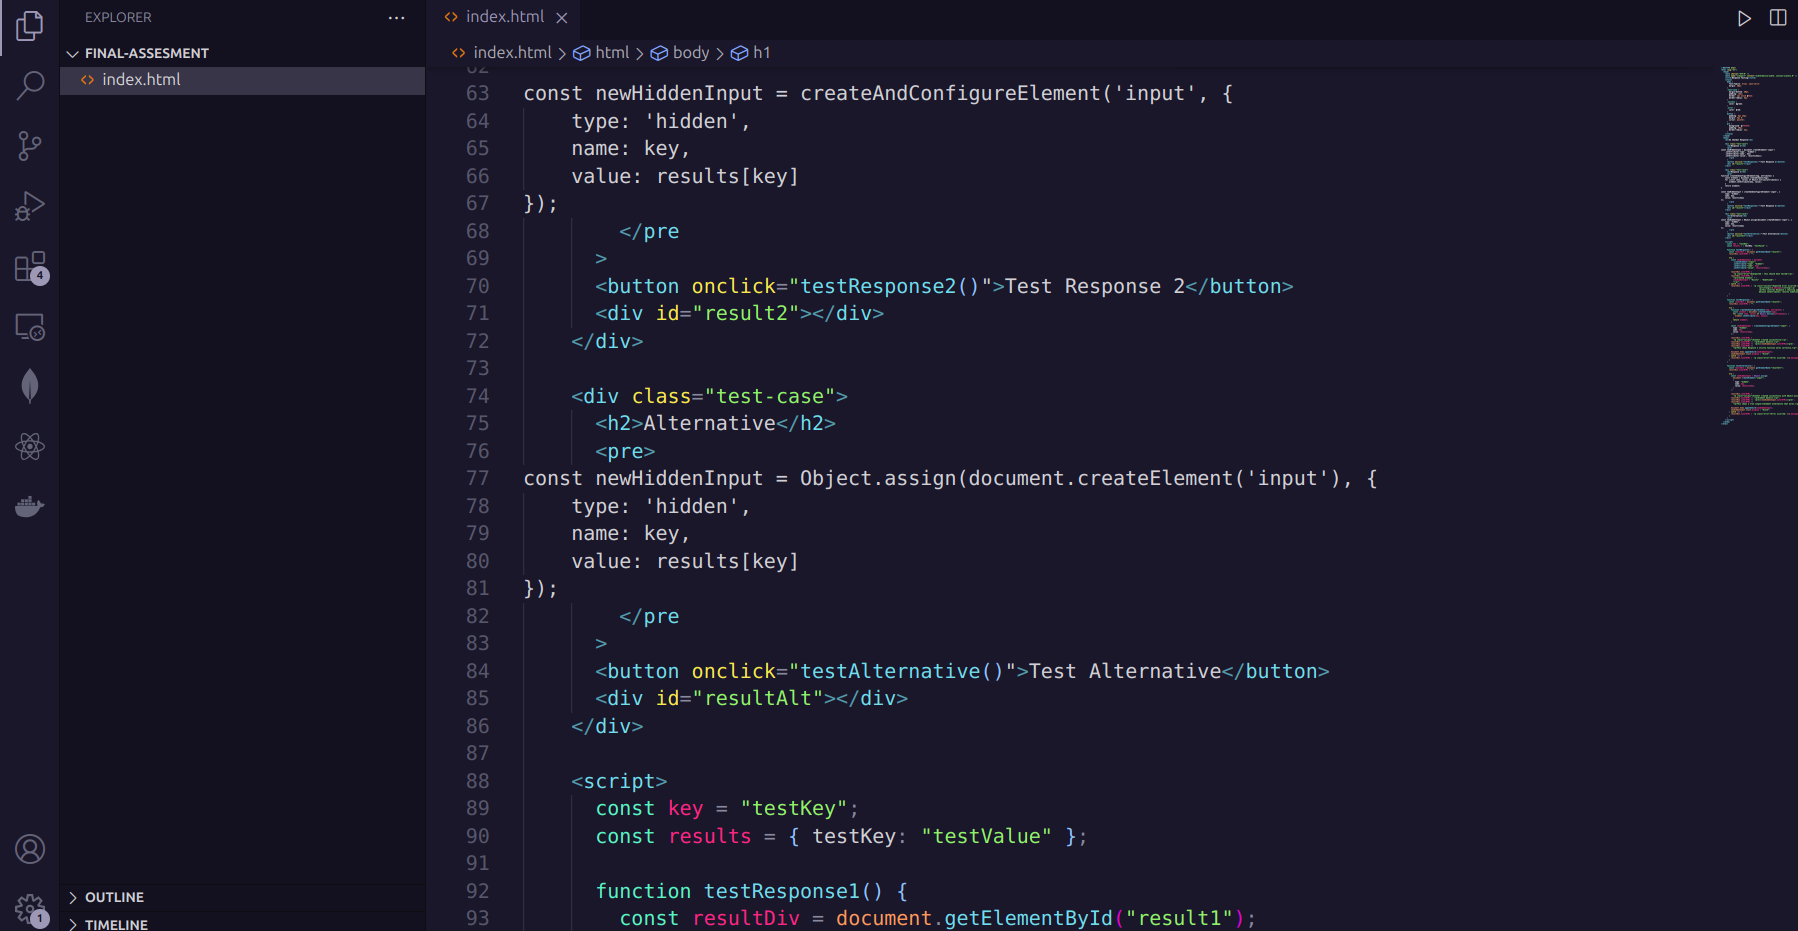 EXPLORER
FINAL-ASSESMENT
index.html
4
1
OUTLINE
TIMELINE
index.html
index.html > html > body > h1
62
63 const newHiddenInput = createAndConfigureElement('input', {
64 type: 'hidden',
65 name: key,
66 value: results[key]
67 });
68 </pre
69 >
70 <button onclick="testResponse2()">Test Response 2</button>
71 <div id="result2"></div>
72 </div>
73
74 <div class="test-case">
75 <h2>Alternative</h2>
76 <pre>
77 const newHiddenInput = Object.assign(document.createElement('input'), {
78 type: 'hidden',
79 name: key,
80 value: results[key]
81 });
82 </pre
83 >
84 <button onclick="testAlternative()">Test Alternative</button>
85 <div id="resultAlt"></div>
86 </div>
87
88 <script>
89 const key = "testKey";
90 const results = { testKey: "testValue" };
91
92 function testResponse1() {
93 const resultDiv = document.getElementById("result1");